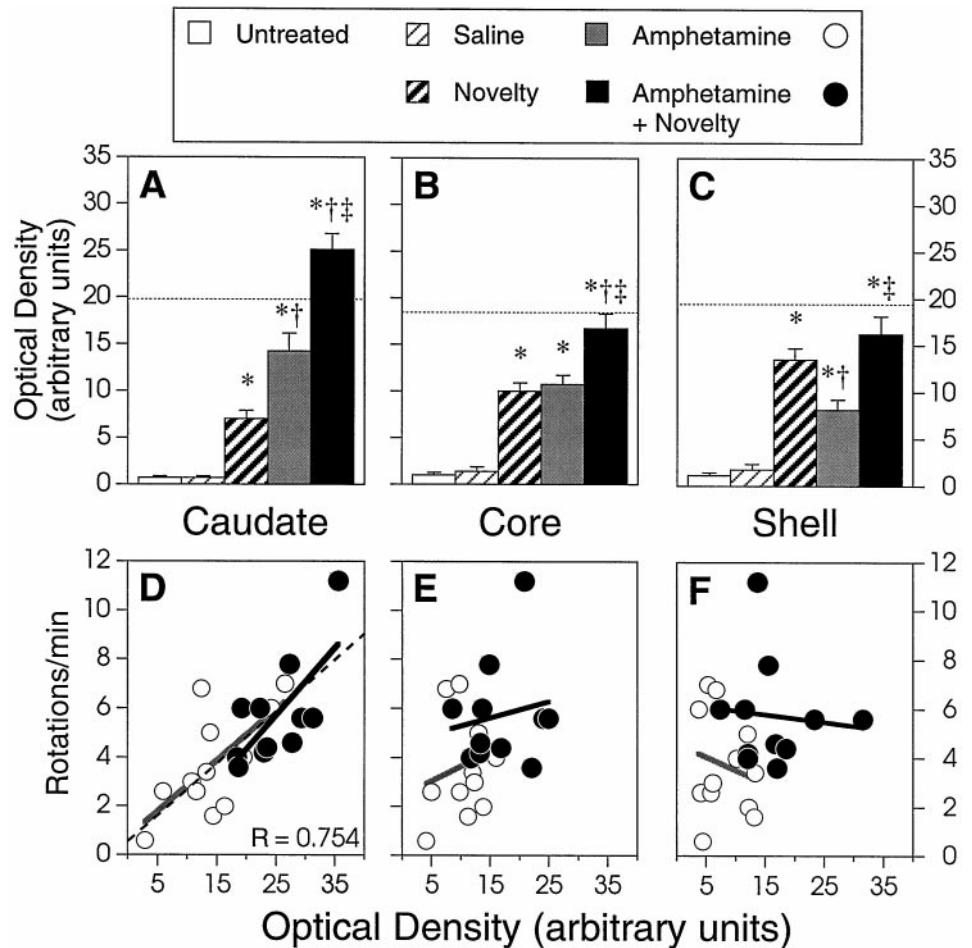 Untreated Saline Amphetamine
Novelty Amphetamine
+ Novelty
35 A B C 35
30 30
25 25
20 20
15 15
10 10
5 5
0 0
Optical Density
(arbitrary units)
* *† *†‡
* * *†‡
* *† *‡
Caudate Core Shell
12 D E F 12
10 10
8 8
6 6
4 4
2 2
0 0
Rotations/min
R = 0.754
5 15 25 35 5 15 25 35 5 15 25 35
Optical Density (arbitrary units)